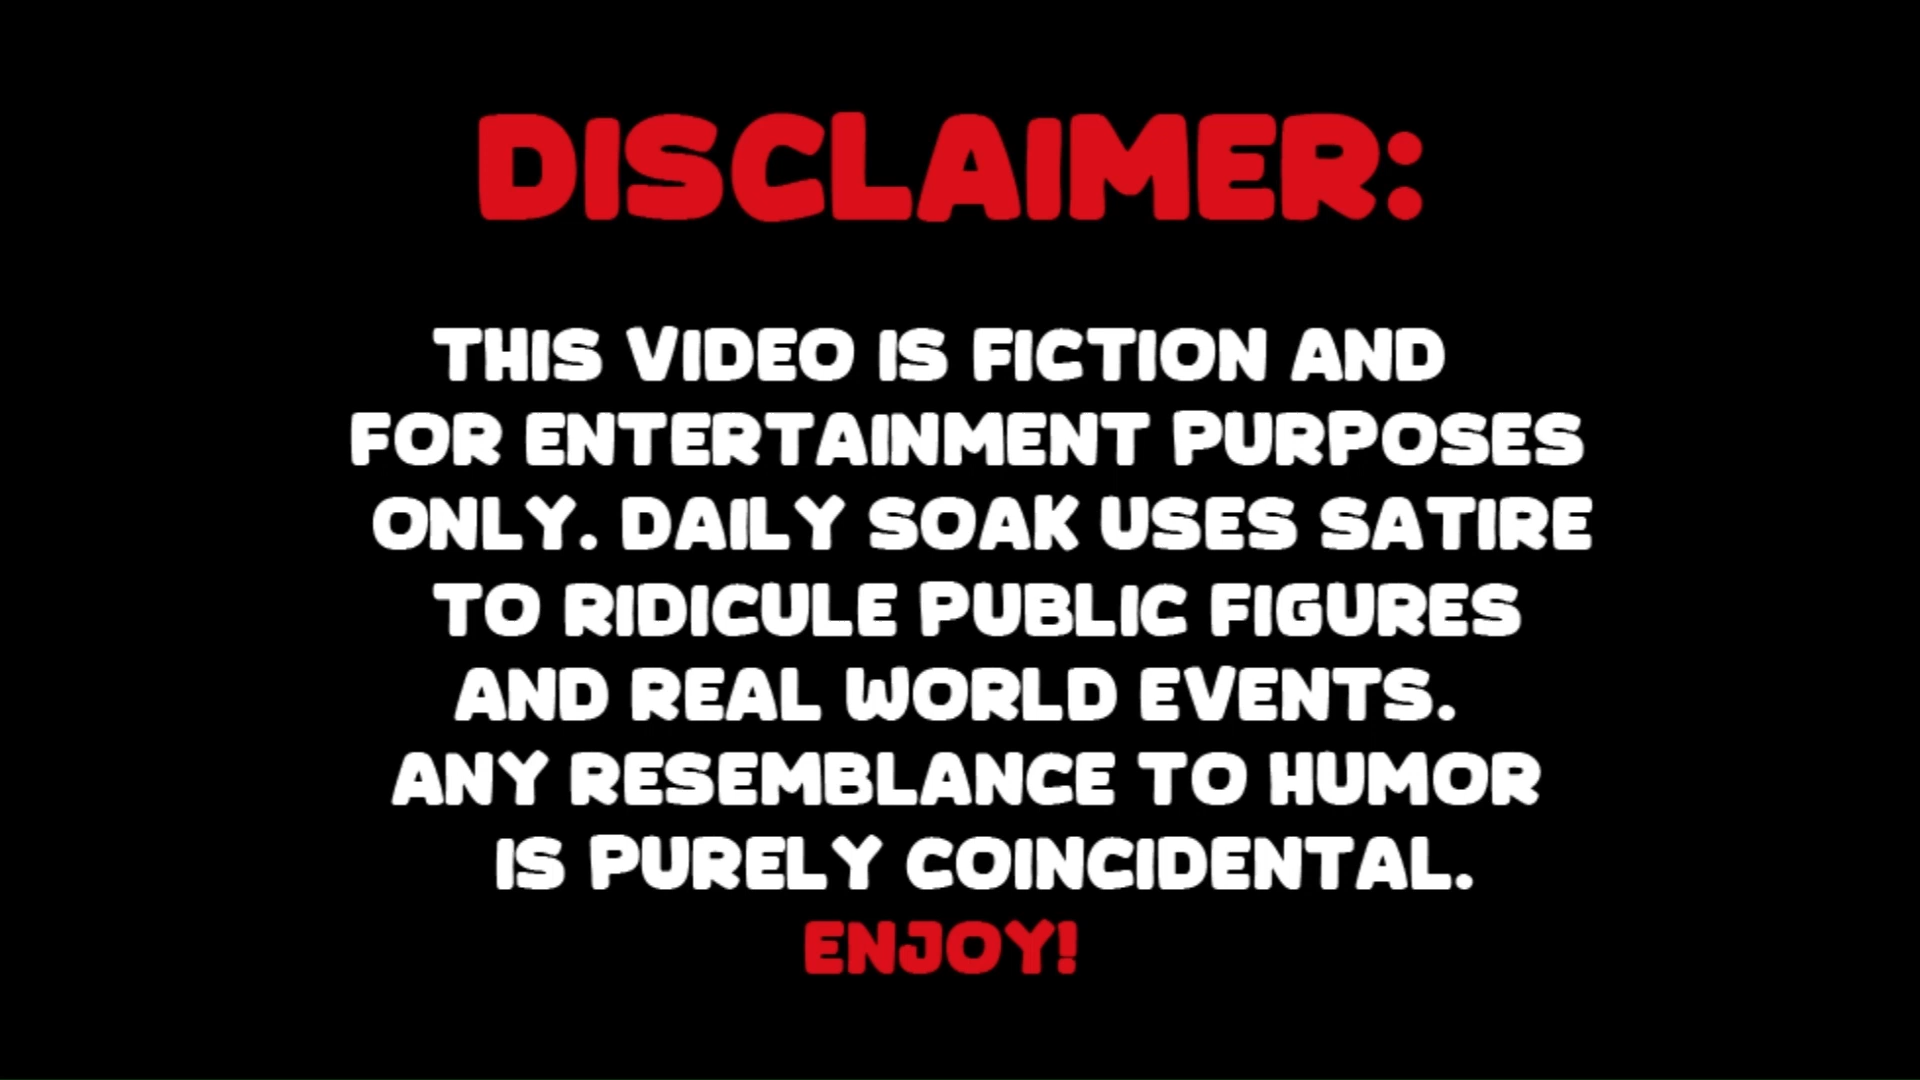 DISCLAIMER:
THIS VIDEO IS FICTION AND
FOR ENTERTAINMENT PURPOSES
ONLY. DAILY SOAK USES SATIRE
TO RIDICULE PUBLIC FIGURES
AND REAL WORLD EVENTS.
ANY RESEMBLANCE TO HUMOR
IS PURELY COINCIDENTAL.
ENJOY!